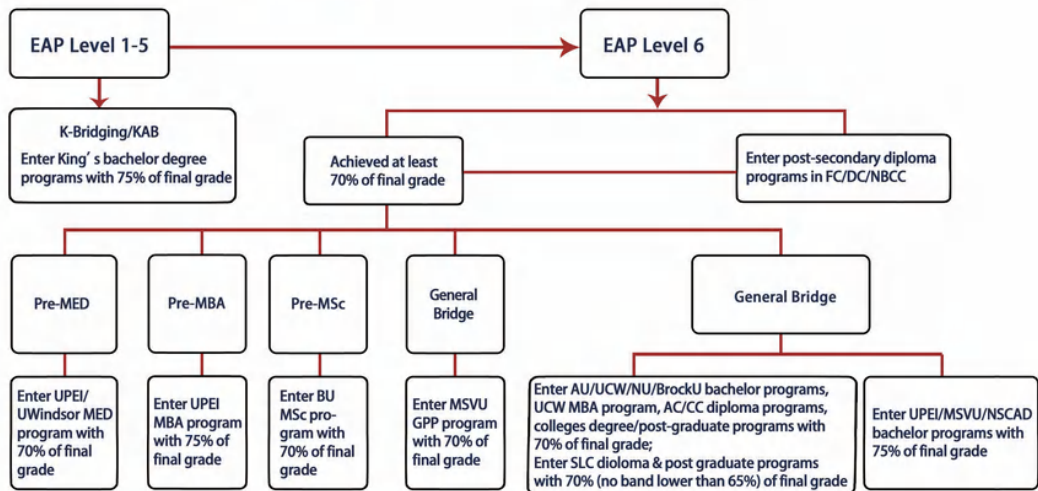 EAP Level 1-5
EAP Level 6
K-Bridging/KAB
Enter King´ s bachelor degree
programs with 75% of final grade
Achieved at least
70% of final grade
Enter post-secondary diploma
programs in FC/DC/NBCC
Pre-MED
Pre-MBA
Pre-MSc
General
Bridge
General Bridge
Enter UPEI/
UWindsor MED
program with
70% of final
grade
Enter UPEI
MBA program
with 75% of
final grade
Enter BU
MSc pro-
gram with
70% of final
grade
Enter MSVU
GPP program
with 70% of
final grade
Enter AU/UCW/NU/BrockU bachelor programs,
UCW MBA program, AC/CC diploma programs,
colleges degree/post-graduate programs with
70% of final grade;
Enter SLC dioloma & post graduate programs
with 70% (no band lower than 65%) of final grade
Enter UPEI/MSVU/NSCAD
bachelor programs with
75% of final grade